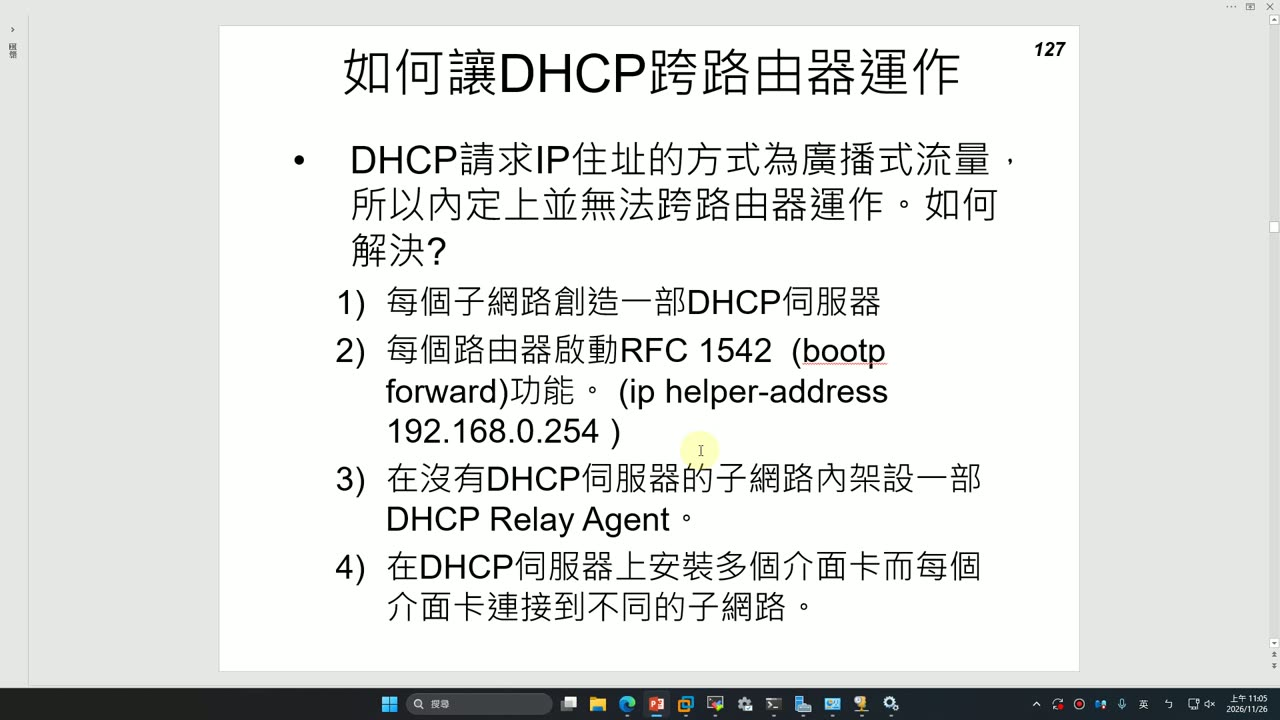 127
如何讓DHCP跨路由器運作
• DHCP請求IP住址的方式為廣播式流量，
所以內定上並無法跨路由器運作。如何
解決?
1) 每個子網路創造一部DHCP伺服器
2) 每個路由器啟動RFC 1542 (bootp
forward)功能。 (ip helper-address
192.168.0.254 )
3) 在沒有DHCP伺服器的子網路內架設一部
DHCP Relay Agent。
4) 在DHCP伺服器上安裝多個介面卡而每個
介面卡連接到不同的子網路。
搜尋
英
ㄅ
上午 11:05
2026/11/26